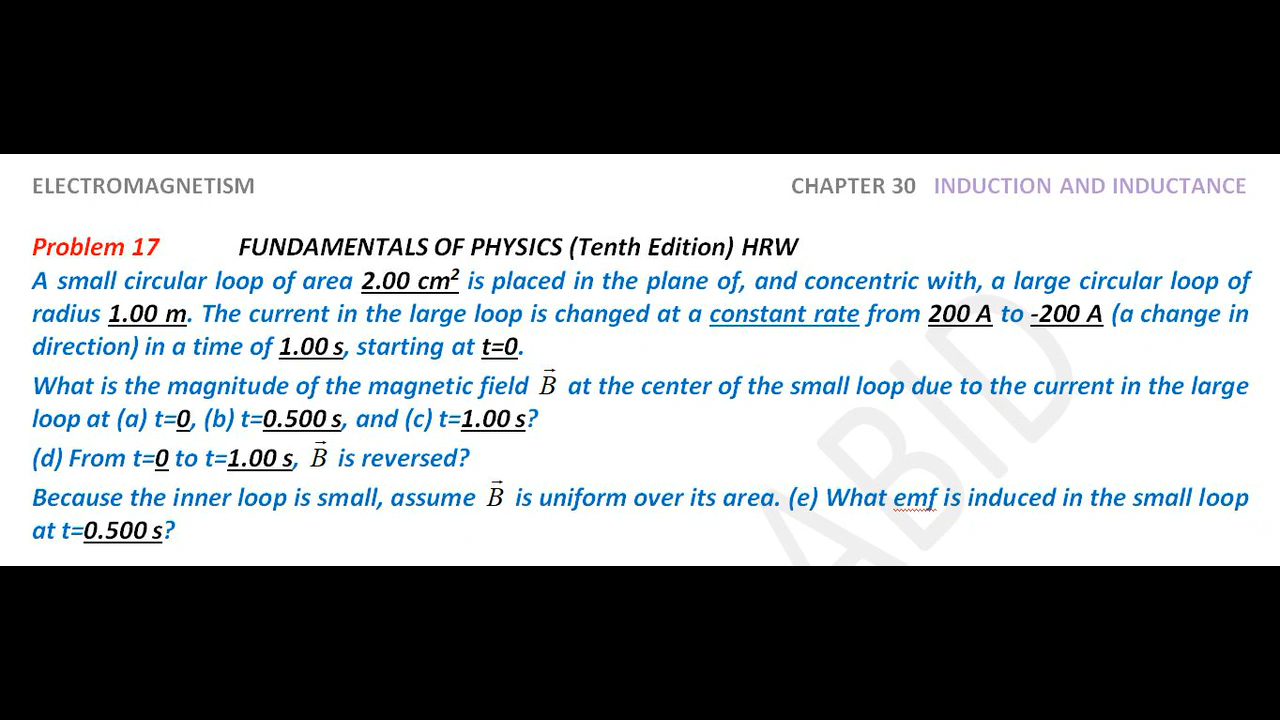 ELECTROMAGNETISM CHAPTER 30 INDUCTION AND INDUCTANCE
Problem 17 FUNDAMENTALS OF PHYSICS (Tenth Edition) HRW
A small circular loop of area 2.00 cm² is placed in the plane of, and concentric with, a large circular loop of
radius 1.00 m. The current in the large loop is changed at a constant rate from 200 A to -200 A (a change in
direction) in a time of 1.00 s, starting at t=0.
What is the magnitude of the magnetic field B⃗ at the center of the small loop due to the current in the large
loop at (a) t=0, (b) t=0.500 s, and (c) t=1.00 s?
(d) From t=0 to t=1.00 s, B⃗ is reversed?
Because the inner loop is small, assume B⃗ is uniform over its area. (e) What emf is induced in the small loop
at t=0.500 s?
ABID